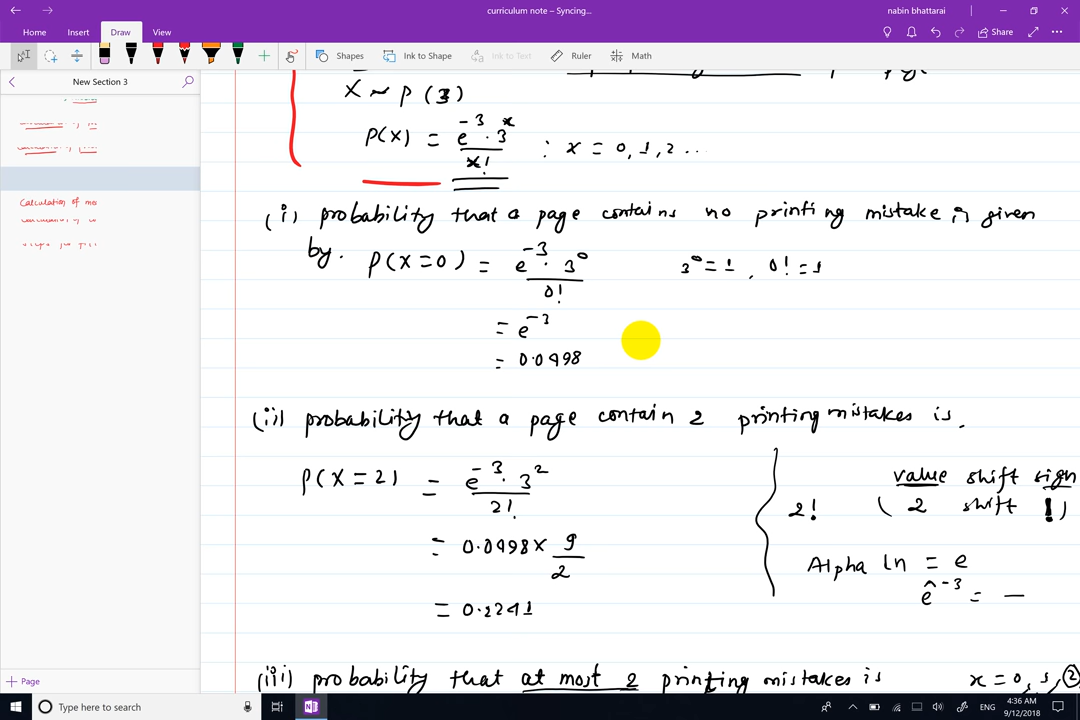 curriculum note – Syncing...
nabin bhattarai
Home Insert Draw View
Share
Shapes Ink to Shape Ink to Text Ruler Math
New Section 3
X ~ P(3)
P(X) = e^-3 . 3^x / x! : x = 0, 1, 2 ...
Calculation of
(i) probability that a page contains no printing mistake is given
by. P(X=0) = e^-3 . 3^0 / 0! 3^0 = 1, 0! = 1
= e^-3
= 0.0498
(ii) probability that a page contain 2 printing mistakes is.
P(X=2) = e^-3 . 3^2 / 2!
value shift sign
2! ( 2 shift ! )
= 0.0498 x 9 / 2
Alpha ln = e
e^-3 = —
= 0.2241
(iii) probability that at most 2 printing mistakes is x = 0, 1, 2
Page
Type here to search
ENG
4:36 AM
9/12/2018